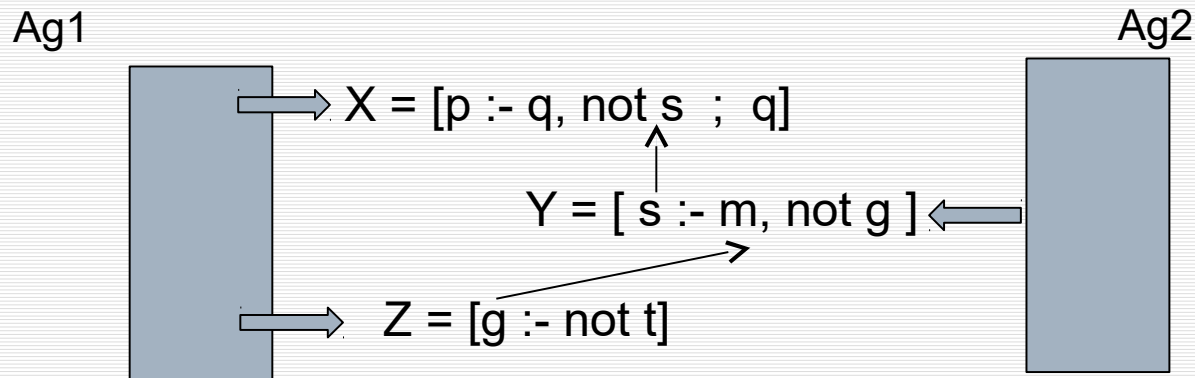 Ag1
Ag2
X = [p :- q, not s ; q]
Y = [ s :- m, not g ]
Z = [g :- not t]